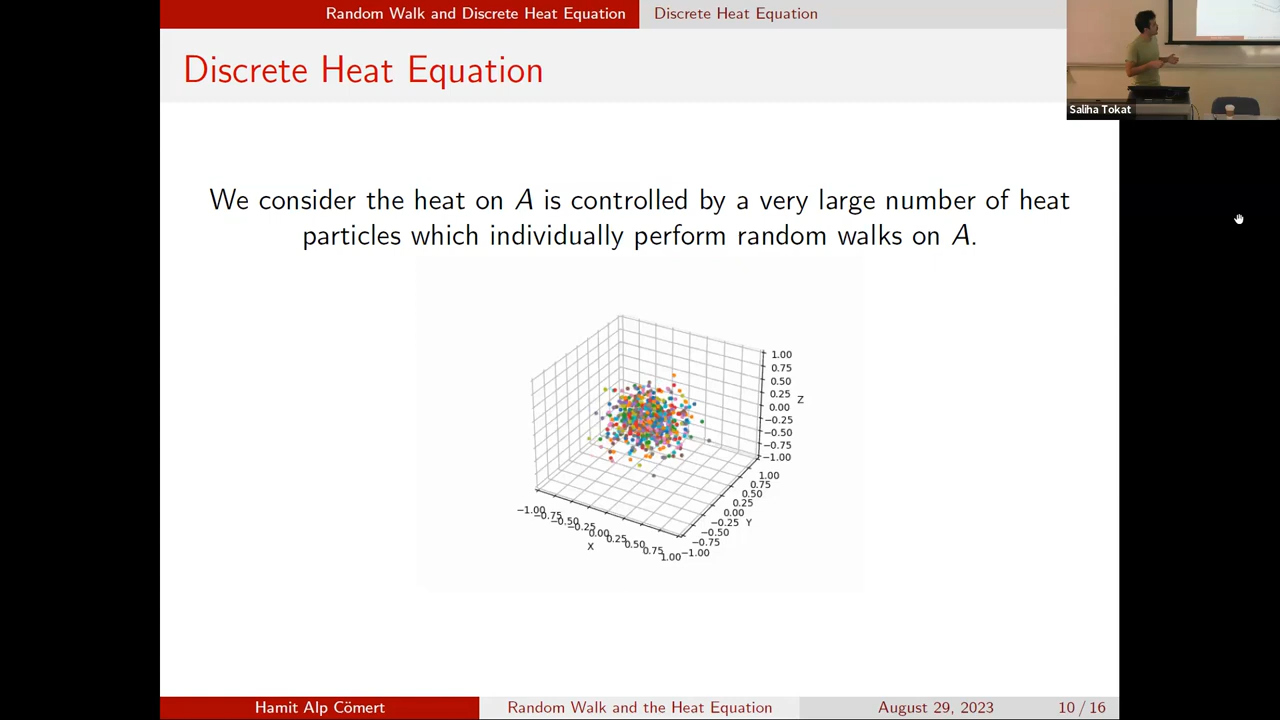 Random Walk and Discrete Heat Equation
Discrete Heat Equation
Discrete Heat Equation
Saliha Tokat
We consider the heat on A is controlled by a very large number of heat
particles which individually perform random walks on A.
1.00
0.75
0.50
0.25
0.00
−0.25
−0.50
−0.75
−1.00
Z
1.00
0.75
0.50
0.25
0.00
−0.25
−0.50
−0.75
−1.00
Y
−1.00
−0.75
−0.50
−0.25
0.00
0.25
0.50
0.75
1.00
X
Hamit Alp Cömert
Random Walk and the Heat Equation
August 29, 2023
10 / 16